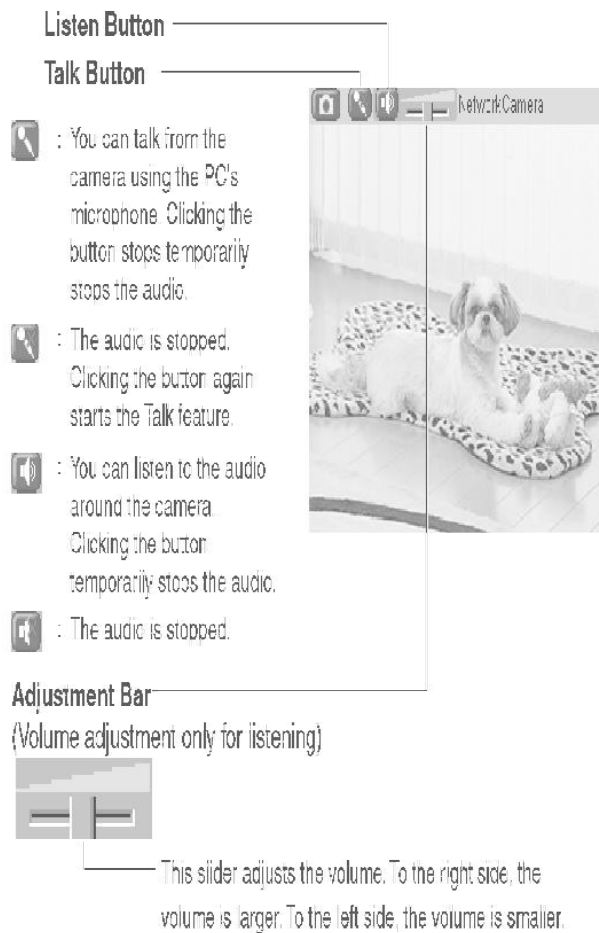 Listen Button
Talk Button
NetworkCamera
: You can talk from the
camera using the PC's
microphone. Clicking the
button stops temporarily
stops the audio.
: The audio is stopped.
Clicking the button again
starts the Talk feature.
: You can listen to the audio
around the camera.
Clicking the button
temporarily stops the audio.
: The audio is stopped.
Adjustment Bar
(Volume adjustment only for listening)
This slider adjusts the volume. To the right side, the
volume is larger. To the left side, the volume is smaller.